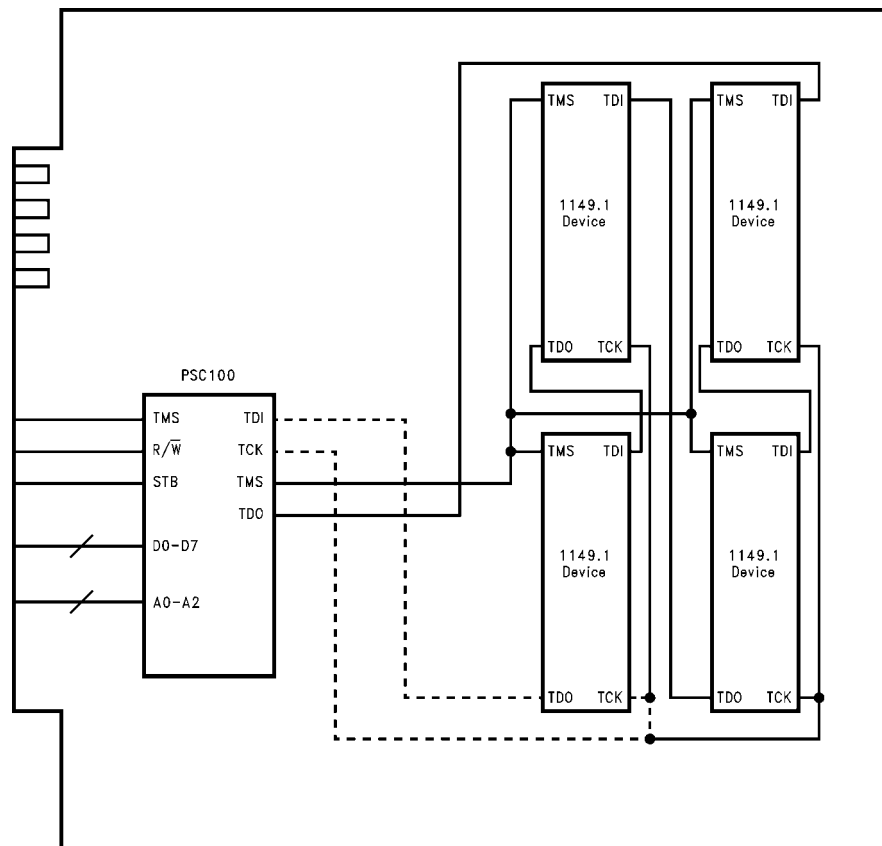 TMS TDI
TMS TDI
1149.1
Device
1149.1
Device
TDO TCK
TDO TCK
PSC100
TMS TDI
R/W̅ TCK
STB TMS
TDO
D0-D7
A0-A2
TMS TDI
TMS TDI
1149.1
Device
1149.1
Device
TDO TCK
TDO TCK